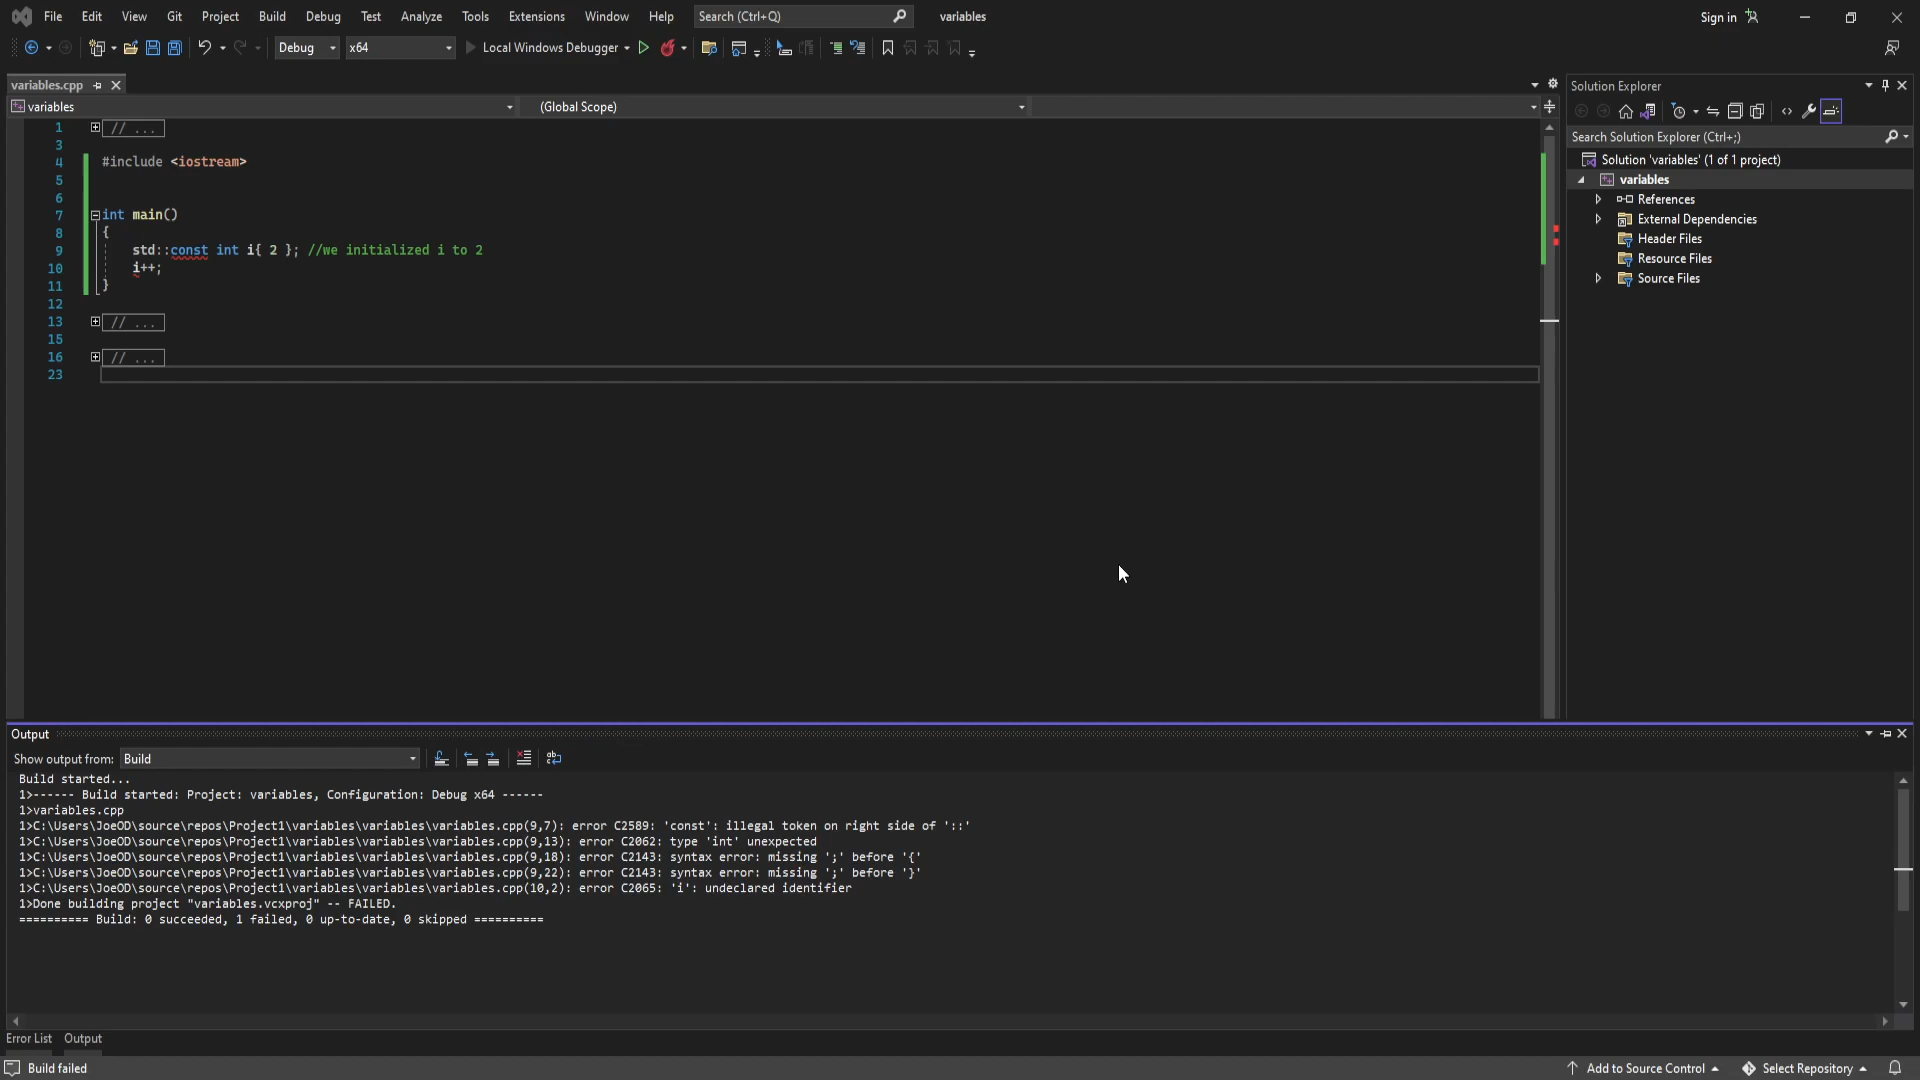 File Edit View Git Project Build Debug Test Analyze Tools Extensions Window Help Search (Ctrl+Q) variables Sign in
Debug x64 Local Windows Debugger
variables.cpp
variables (Global Scope)
1 // ...
3
4 #include <iostream>
5
6
7 int main()
8 {
9 std::const int i{ 2 }; //we initialized i to 2
10 i++;
11 }
12
13 // ...
15
16 // ...
23
Solution Explorer
Search Solution Explorer (Ctrl+;)
Solution 'variables' (1 of 1 project)
variables
References
External Dependencies
Header Files
Resource Files
Source Files
Output
Show output from: Build
Build started...
1>------ Build started: Project: variables, Configuration: Debug x64 ------
1>variables.cpp
1>C:\Users\JoeOD\source\repos\Project1\variables\variables\variables.cpp(9,7): error C2589: 'const': illegal token on right side of '::'
1>C:\Users\JoeOD\source\repos\Project1\variables\variables\variables.cpp(9,13): error C2062: type 'int' unexpected
1>C:\Users\JoeOD\source\repos\Project1\variables\variables\variables.cpp(9,18): error C2143: syntax error: missing ';' before '{'
1>C:\Users\JoeOD\source\repos\Project1\variables\variables\variables.cpp(9,22): error C2143: syntax error: missing ';' before '}'
1>C:\Users\JoeOD\source\repos\Project1\variables\variables\variables.cpp(10,2): error C2065: 'i': undeclared identifier
1>Done building project "variables.vcxproj" -- FAILED.
========== Build: 0 succeeded, 1 failed, 0 up-to-date, 0 skipped ==========
Error List Output
Build failed Add to Source Control Select Repository